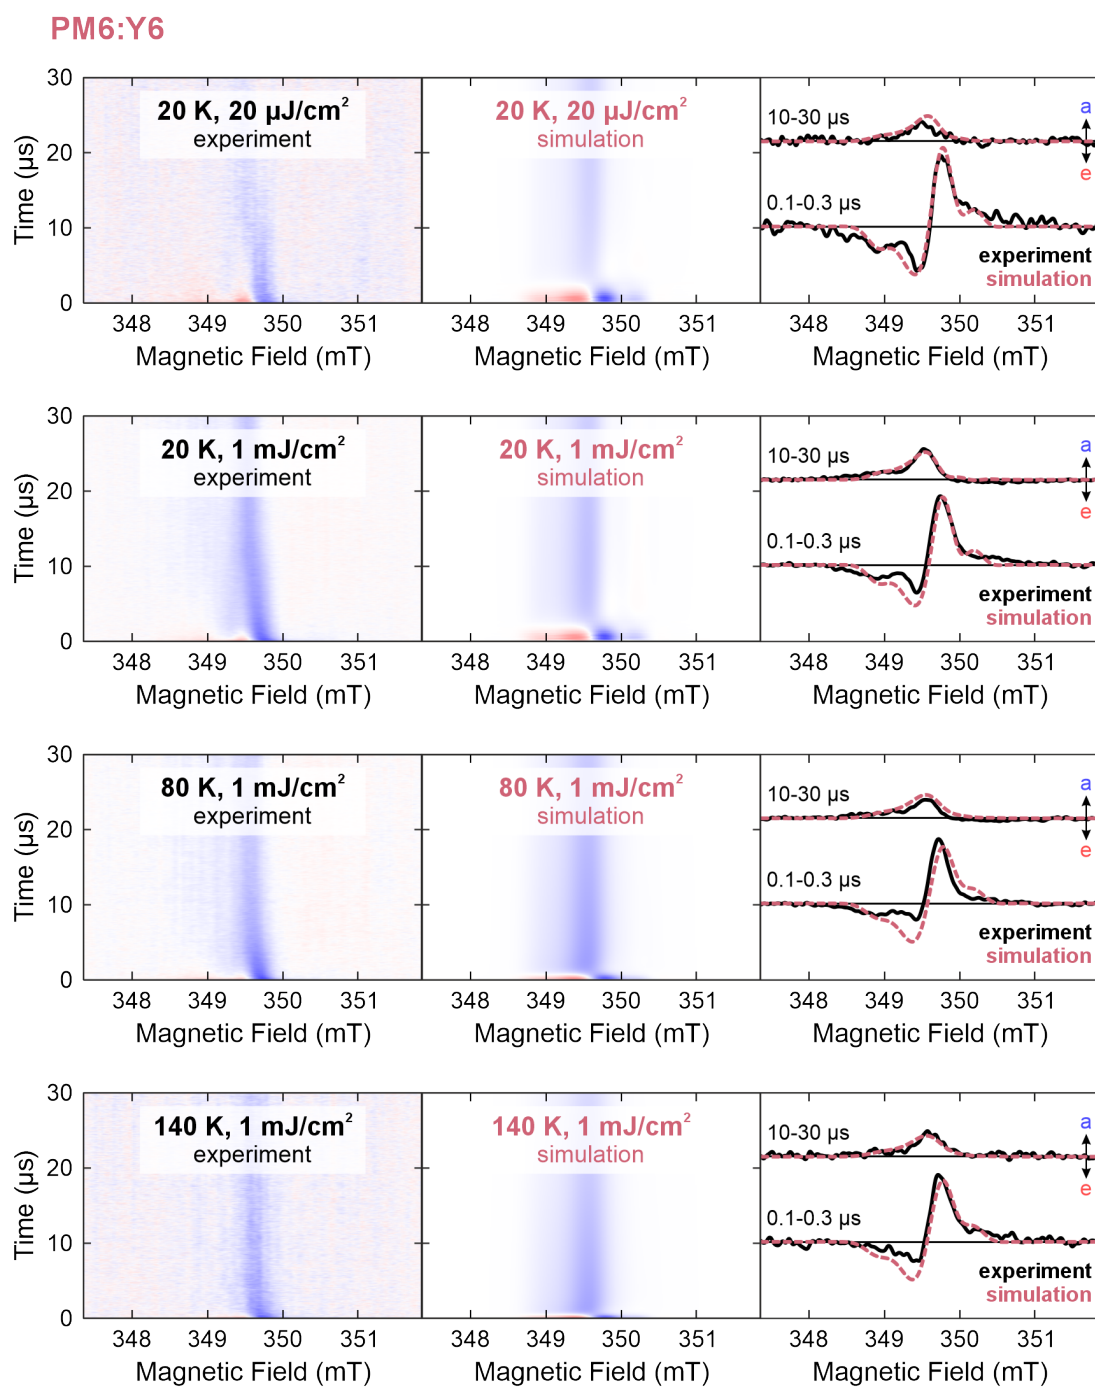 PM6:Y6
30
20 K, 20 µJ/cm²
experiment
20 K, 20 µJ/cm²
simulation
10-30 µs
a
e
20
Time (µs)
10
0.1-0.3 µs
experiment
simulation
0
348 349 350 351
348 349 350 351
348 349 350 351
Magnetic Field (mT)
Magnetic Field (mT)
Magnetic Field (mT)
30
20 K, 1 mJ/cm²
experiment
20 K, 1 mJ/cm²
simulation
10-30 µs
a
e
20
Time (µs)
10
0.1-0.3 µs
experiment
simulation
0
348 349 350 351
348 349 350 351
348 349 350 351
Magnetic Field (mT)
Magnetic Field (mT)
Magnetic Field (mT)
30
80 K, 1 mJ/cm²
experiment
80 K, 1 mJ/cm²
simulation
10-30 µs
a
e
20
Time (µs)
10
0.1-0.3 µs
experiment
simulation
0
348 349 350 351
348 349 350 351
348 349 350 351
Magnetic Field (mT)
Magnetic Field (mT)
Magnetic Field (mT)
30
140 K, 1 mJ/cm²
experiment
140 K, 1 mJ/cm²
simulation
10-30 µs
a
e
20
Time (µs)
10
0.1-0.3 µs
experiment
simulation
0
348 349 350 351
348 349 350 351
348 349 350 351
Magnetic Field (mT)
Magnetic Field (mT)
Magnetic Field (mT)